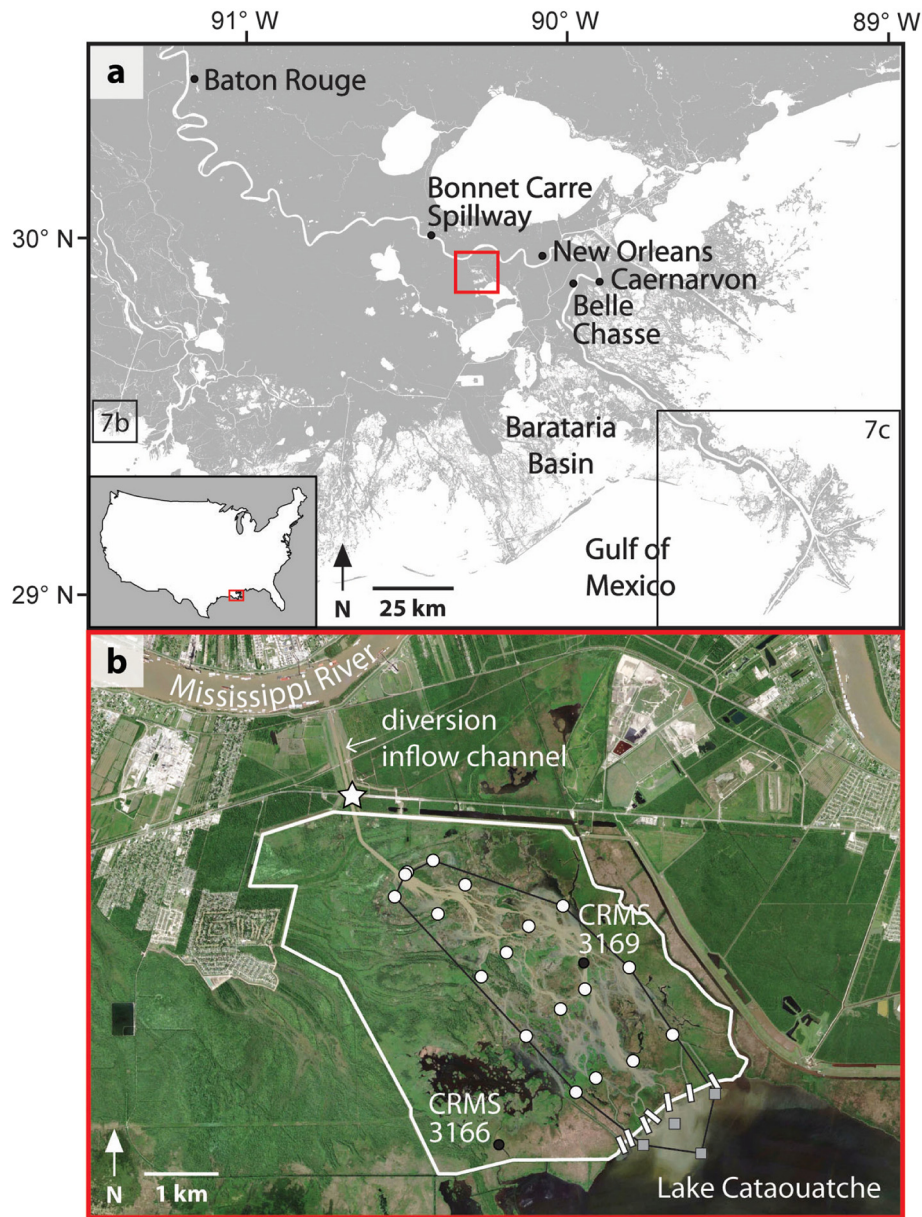 91° W
90° W
89° W
a
Baton Rouge
Bonnet Carre
Spillway
30° N
New Orleans
Caernarvon
Belle
Chasse
7b
Barataria
Basin
7c
Gulf of
Mexico
29° N
N
25 km
b
Mississippi River
diversion
inflow channel
CRMS
3169
CRMS
3166
N
1 km
Lake Cataouatche